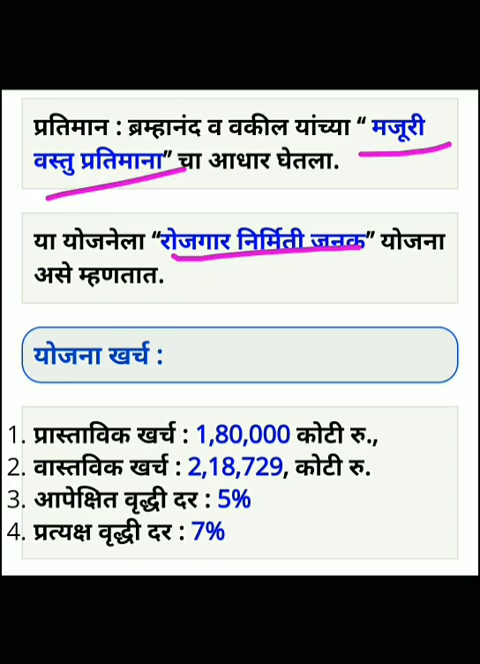 प्रतिमान : ब्रम्हानंद व वकील यांच्या “ मजूरी
वस्तु प्रतिमाना” चा आधार घेतला.
या योजनेला “रोजगार निर्मिती जनक” योजना
असे म्हणतात.
योजना खर्च :
1. प्रास्ताविक खर्च : 1,80,000 कोटी रु.,
2. वास्तविक खर्च : 2,18,729, कोटी रु.
3. आपेक्षित वृद्धी दर : 5%
4. प्रत्यक्ष वृद्धी दर : 7%